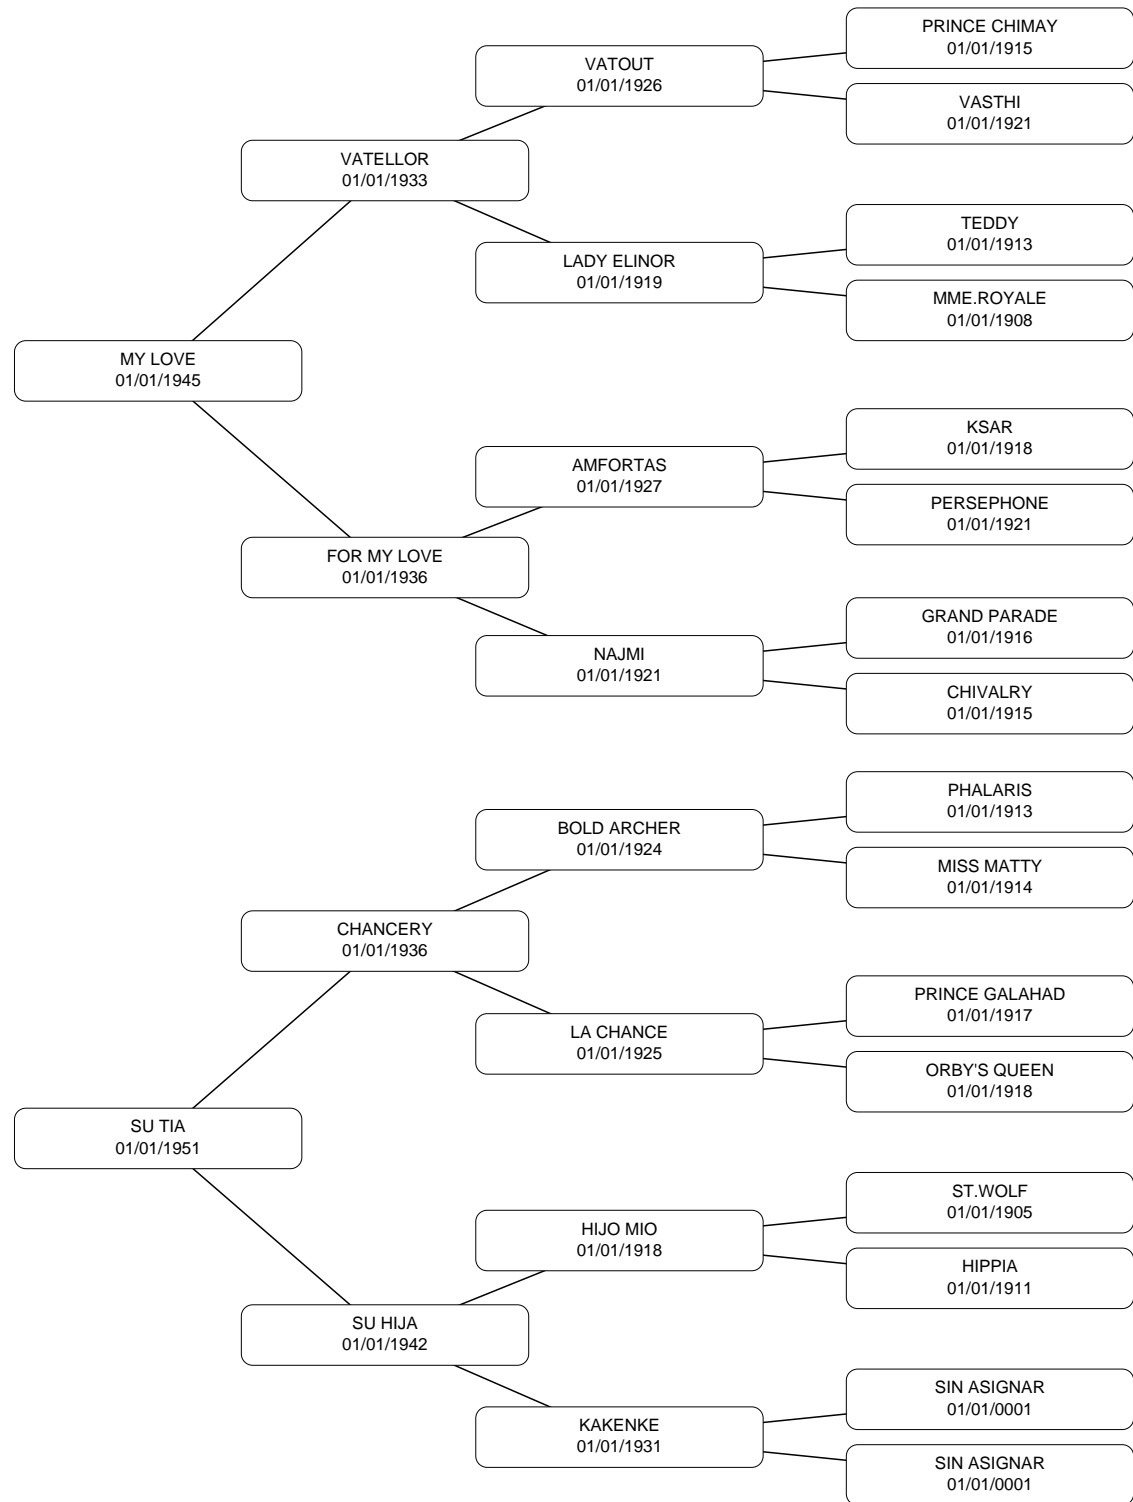 PRINCE CHIMAY
01/01/1915
VATOUT
01/01/1926
VASTHI
01/01/1921
VATELLOR
01/01/1933
TEDDY
01/01/1913
LADY ELINOR
01/01/1919
MME.ROYALE
01/01/1908
MY LOVE
01/01/1945
KSAR
01/01/1918
AMFORTAS
01/01/1927
PERSEPHONE
01/01/1921
FOR MY LOVE
01/01/1936
GRAND PARADE
01/01/1916
NAJMI
01/01/1921
CHIVALRY
01/01/1915
PHALARIS
01/01/1913
BOLD ARCHER
01/01/1924
MISS MATTY
01/01/1914
CHANCERY
01/01/1936
PRINCE GALAHAD
01/01/1917
LA CHANCE
01/01/1925
ORBY'S QUEEN
01/01/1918
SU TIA
01/01/1951
ST.WOLF
01/01/1905
HIJO MIO
01/01/1918
HIPPIA
01/01/1911
SU HIJA
01/01/1942
SIN ASIGNAR
01/01/0001
KAKENKE
01/01/1931
SIN ASIGNAR
01/01/0001